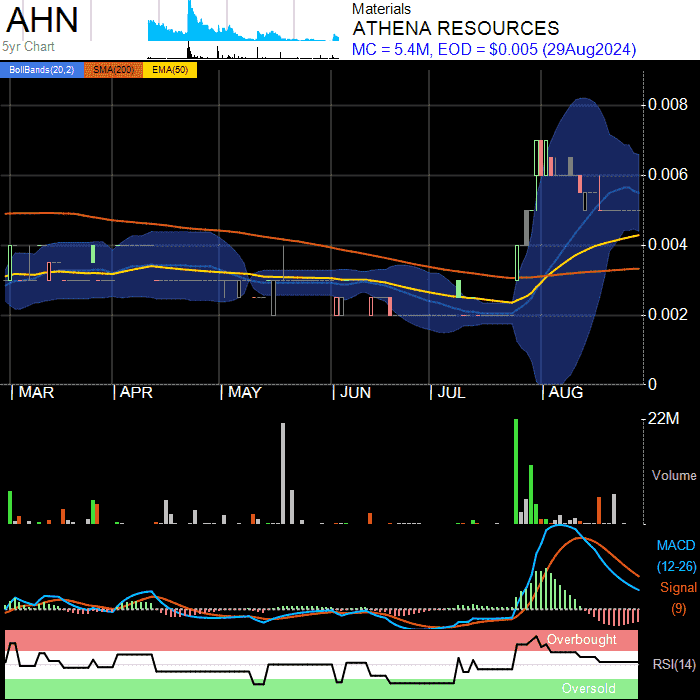 AHN
5yr Chart
Materials
ATHENA RESOURCES
MC = 5.4M, EOD = $0.005 (29Aug2024)
BollBands(20,2) SMA(200) EMA(50)
0.008
0.006
0.004
0.002
0
MAR APR MAY JUN JUL AUG
22M
Volume
MACD
(12-26)
Signal
(9)
Overbought
RSI(14)
Oversold